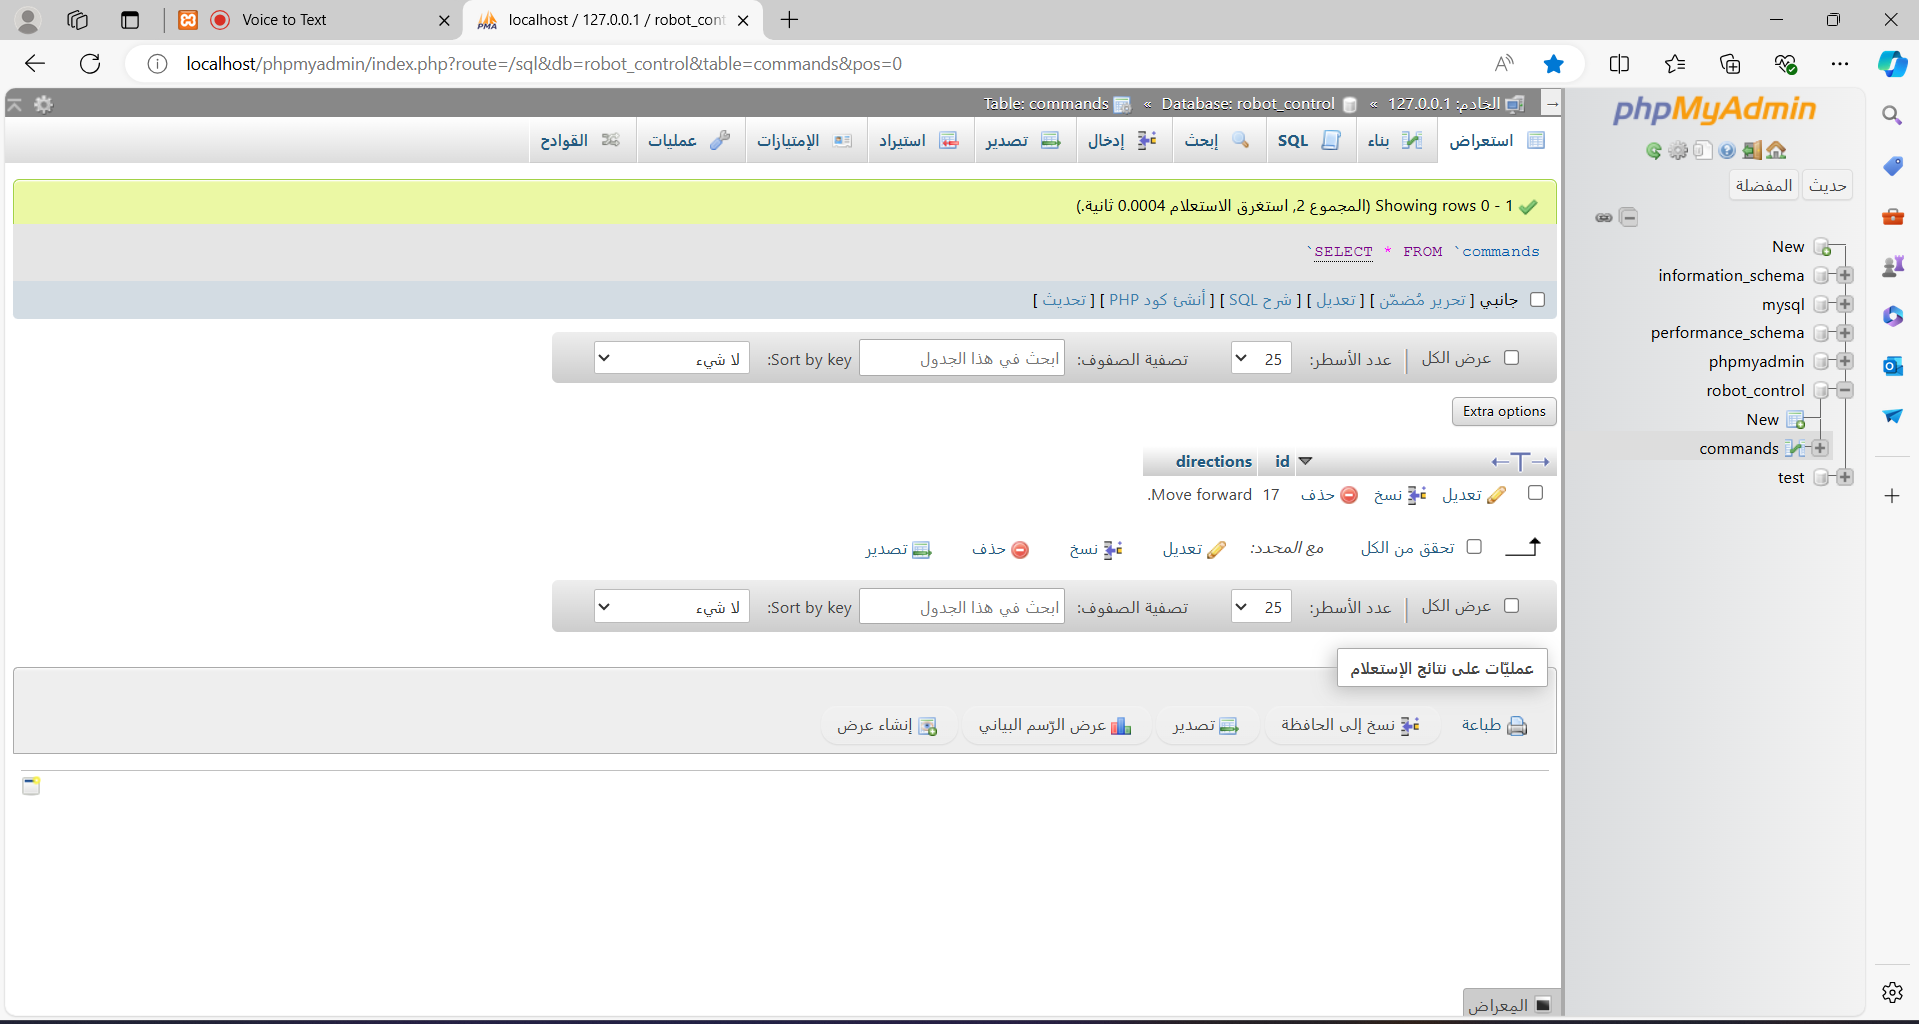 Voice to Text
localhost / 127.0.0.1 / robot_cont
localhost/phpmyadmin/index.php?route=/sql&db=robot_control&table=commands&pos=0
phpMyAdmin
حديث
المفضلة
New
information_schema
mysql
performance_schema
phpmyadmin
robot_control
New
commands
test
الخادم: 127.0.0.1 » Database: robot_control » Table: commands
استعراض
بناء
SQL
إبحث
إدخال
تصدير
استيراد
الإمتيازات
عمليات
القوادح
Showing rows 0 - 1 (المجموع 2, استغرق الاستعلام 0.0004 ثانية.)
SELECT * FROM `commands`
جانبي [ تحرير مُضمّن ] [ تعديل ] [ شرح SQL ] [ أنشئ كود PHP ] [ تحديث ]
عرض الكل | عدد الأسطر: 25 تصفية الصفوف: ابحث في هذا الجدول Sort by key: لا شيء
Extra options
id directions
تعديل نسخ حذف 17 Move forward.
تحقق من الكل مع المحدد: تعديل نسخ حذف تصدير
عرض الكل | عدد الأسطر: 25 تصفية الصفوف: ابحث في هذا الجدول Sort by key: لا شيء
عمليّات على نتائج الإستعلام
طباعة نسخ إلى الحافظة تصدير عرض الرّسم البياني إنشاء عرض
المِعراض